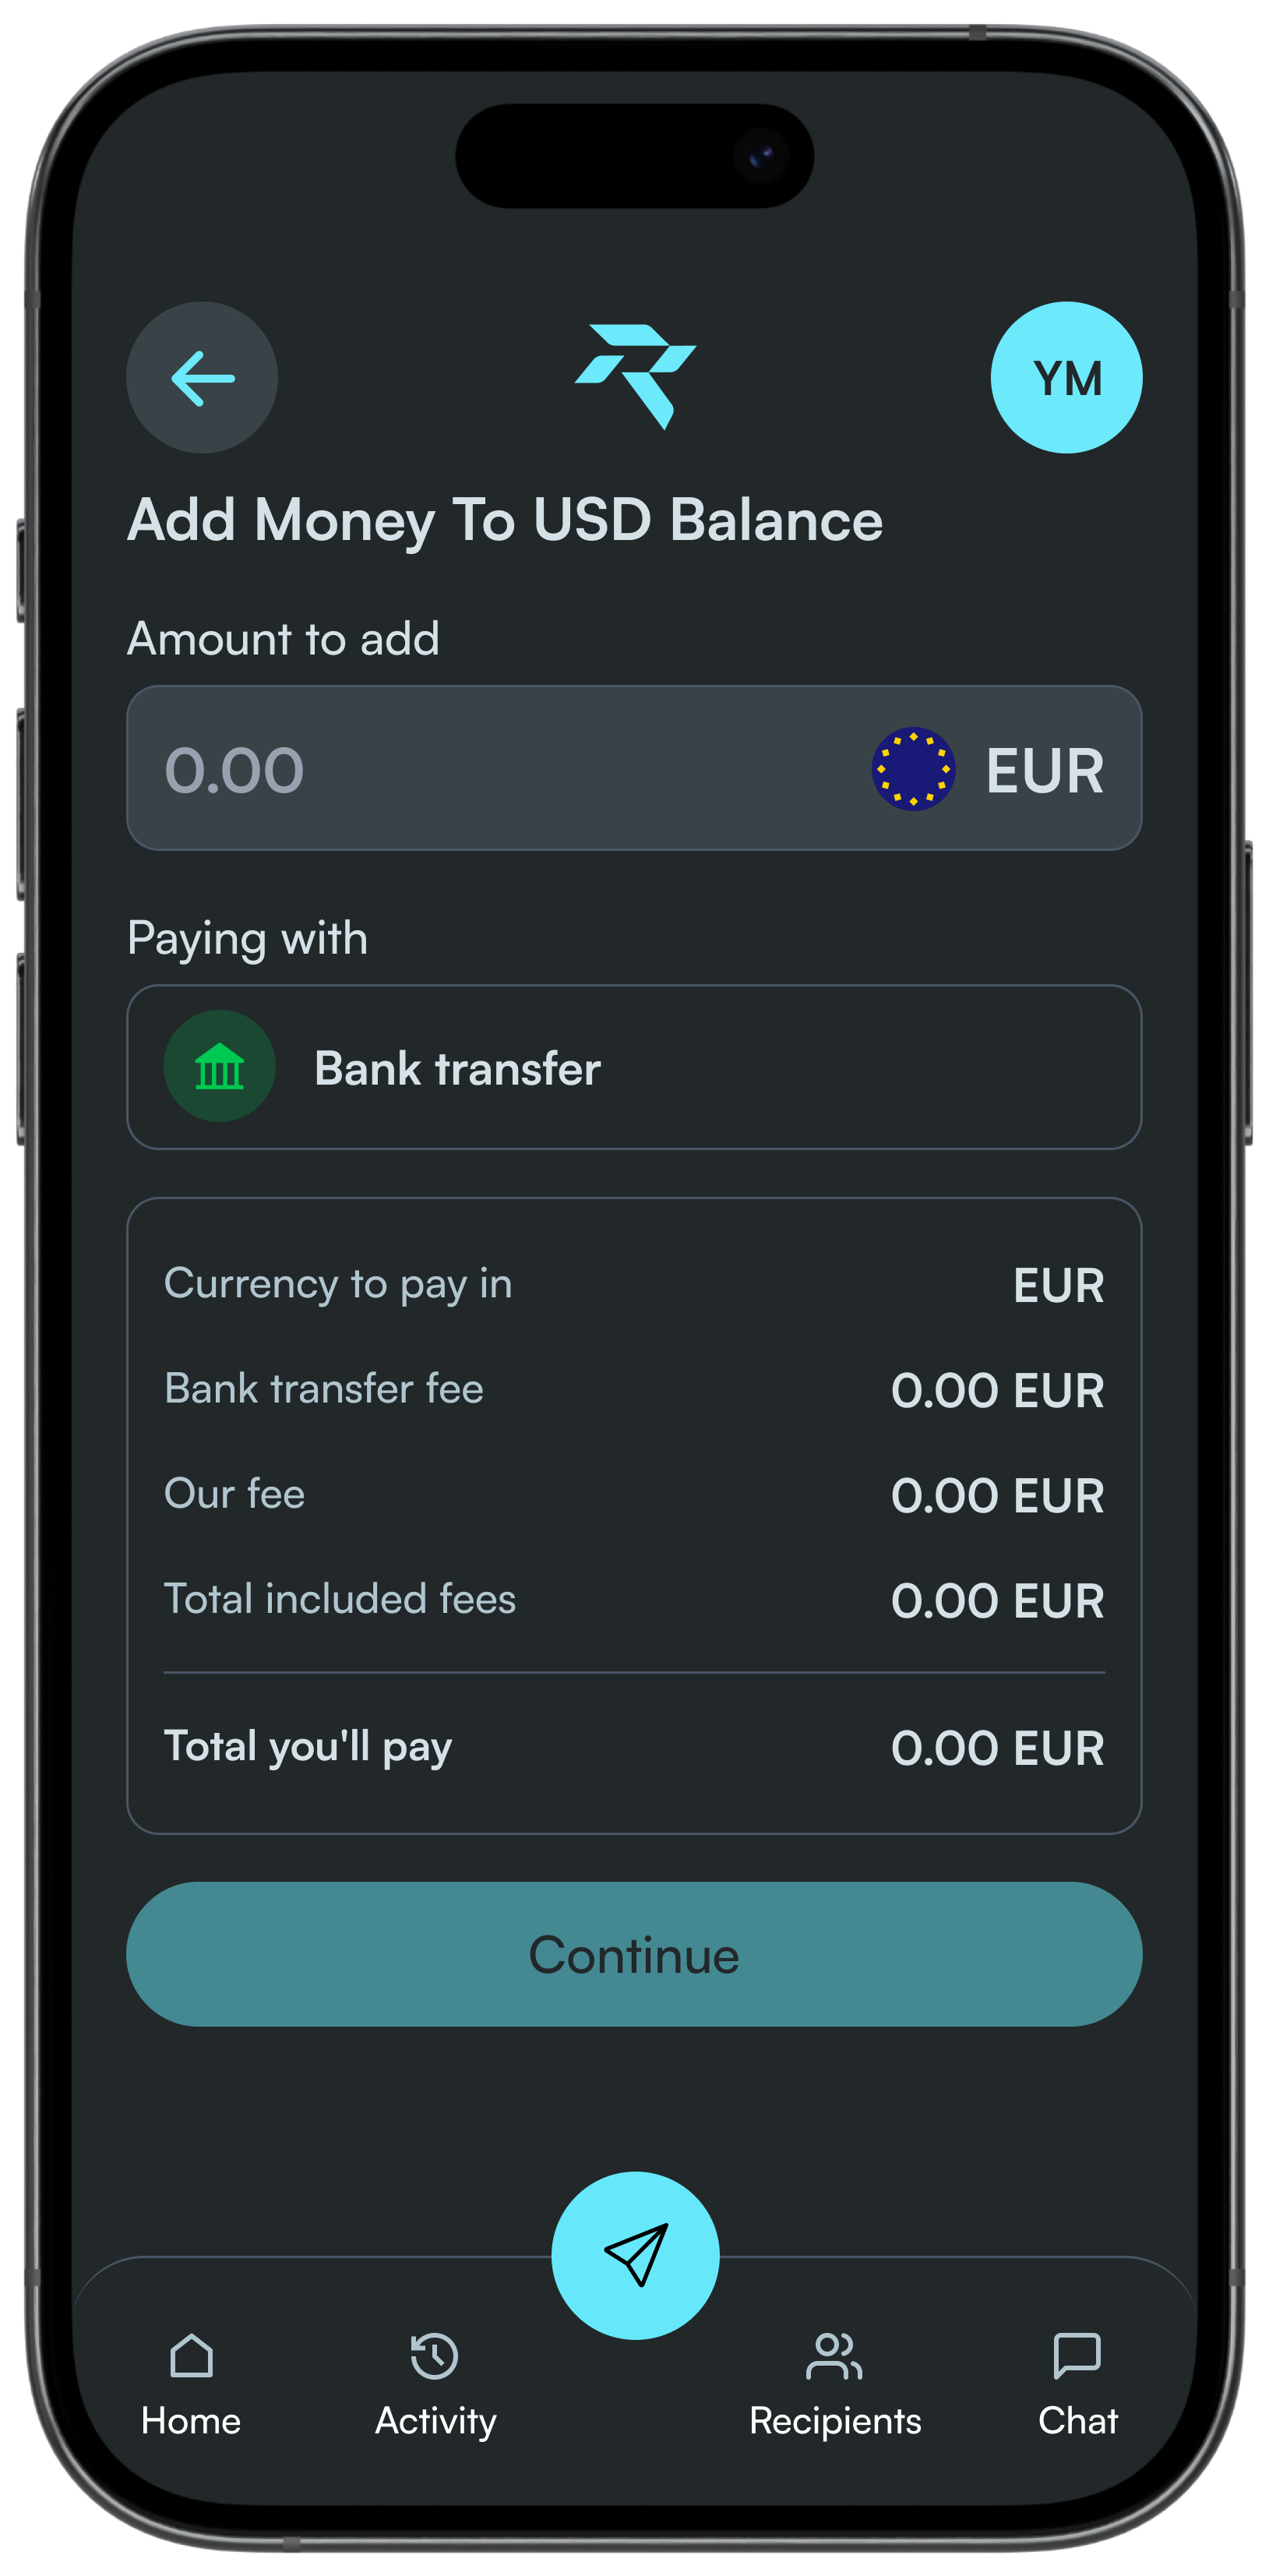 YM
Add Money To USD Balance
Amount to add
0.00 EUR
Paying with
Bank transfer
Currency to pay in EUR
Bank transfer fee 0.00 EUR
Our fee 0.00 EUR
Total included fees 0.00 EUR
Total you'll pay 0.00 EUR
Continue
Home Activity Recipients Chat